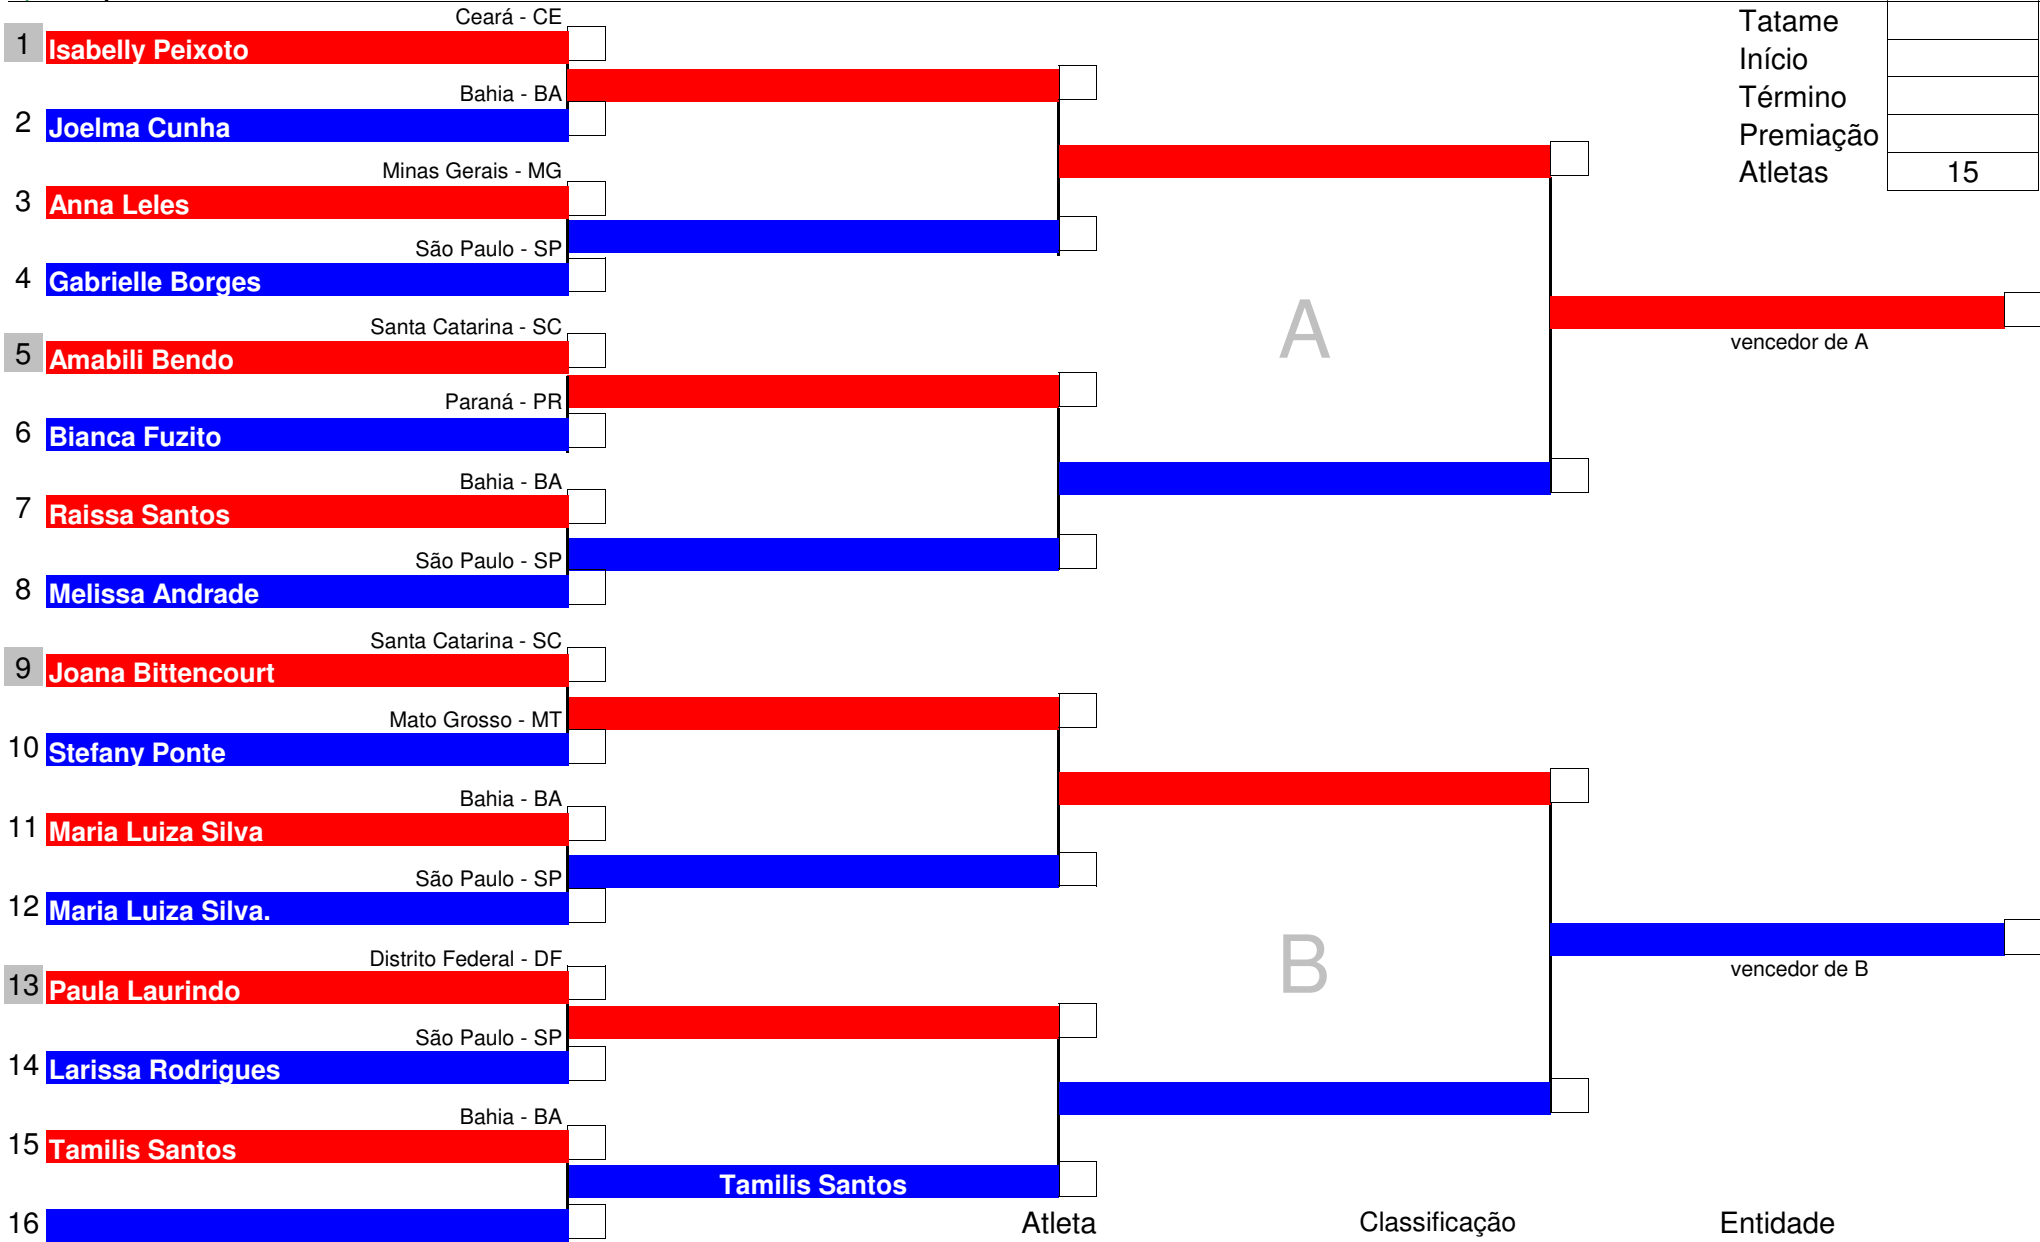 Ceará - CE
1 Isabelly Peixoto
Bahia - BA
2 Joelma Cunha
Minas Gerais - MG
3 Anna Leles
São Paulo - SP
4 Gabrielle Borges
Santa Catarina - SC
5 Amabili Bendo
Paraná - PR
6 Bianca Fuzito
Bahia - BA
7 Raissa Santos
São Paulo - SP
8 Melissa Andrade
Santa Catarina - SC
9 Joana Bittencourt
Mato Grosso - MT
10 Stefany Ponte
Bahia - BA
11 Maria Luiza Silva
São Paulo - SP
12 Maria Luiza Silva.
Distrito Federal - DF
13 Paula Laurindo
São Paulo - SP
14 Larissa Rodrigues
Bahia - BA
15 Tamilis Santos
16
Tamilis Santos
A
B
vencedor de A
vencedor de B
Tatame
Início
Término
Premiação
Atletas 15
Atleta Classificação Entidade